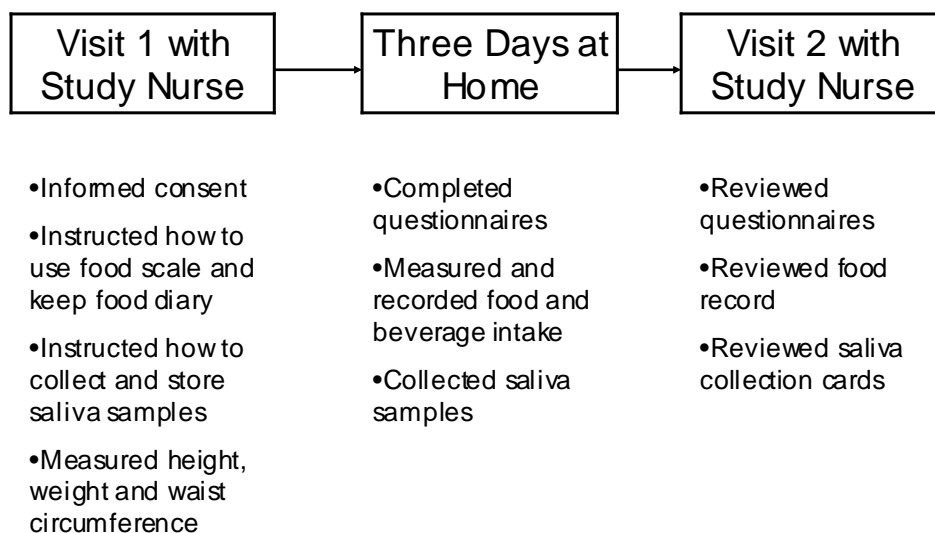 Visit 1 with
Study Nurse
Three Days at
Home
Visit 2 with
Study Nurse
•Informed consent
•Instructed how to
use food scale and
keep food diary
•Instructed how to
collect and store
saliva samples
•Measured height,
weight and waist
circumference
•Completed
questionnaires
•Measured and
recorded food and
beverage intake
•Collected saliva
samples
•Reviewed
questionnaires
•Reviewed food
record
•Reviewed saliva
collection cards